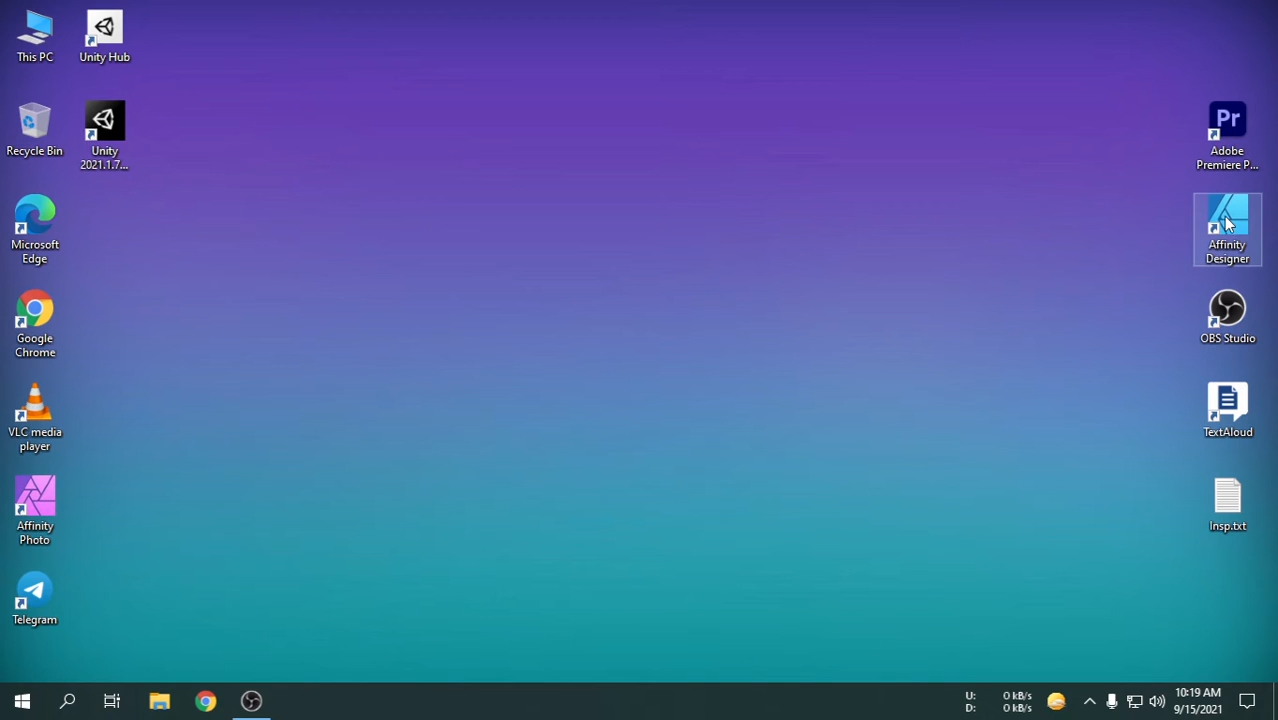 This PC
Unity Hub
Recycle Bin
Unity
2021.1.7...
Microsoft
Edge
Google
Chrome
VLC media
player
Affinity
Photo
Telegram
Pr
Adobe
Premiere P...
Affinity
Designer
OBS Studio
TextAloud
Insp.txt
U: 0 kB/s
D: 0 kB/s
10:19 AM
9/15/2021